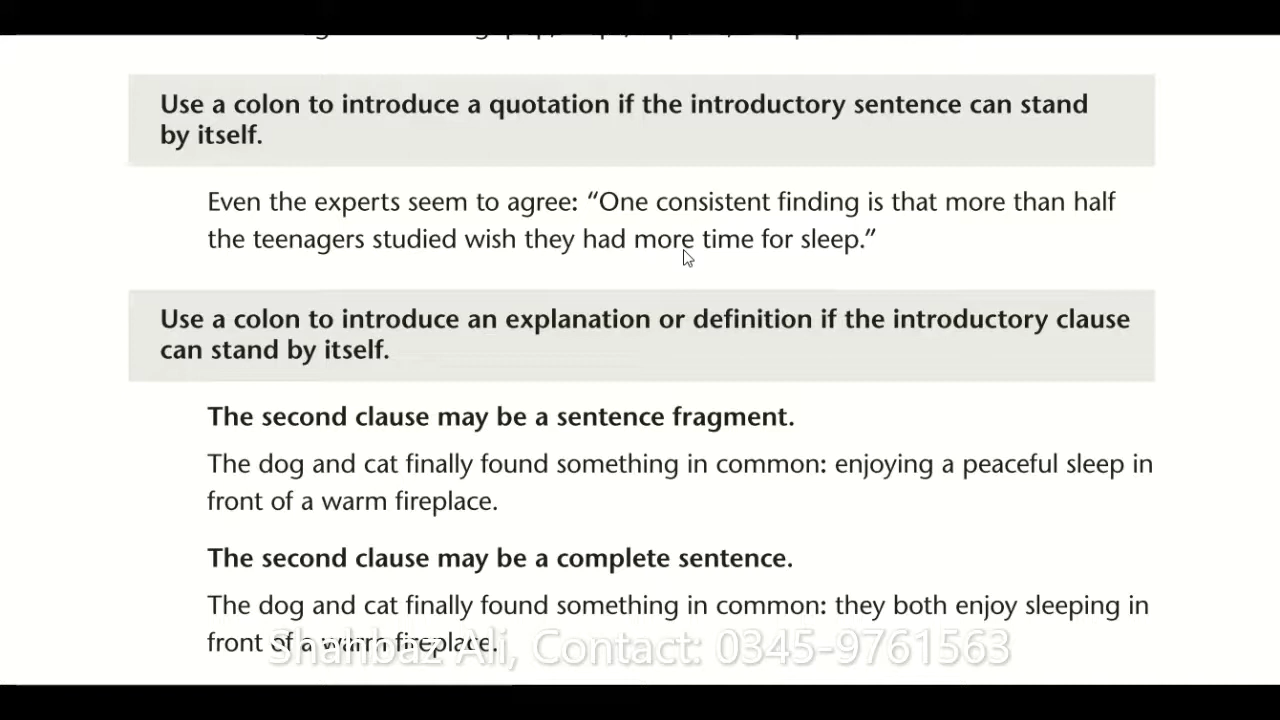 Use a colon to introduce a quotation if the introductory sentence can stand
by itself.
Even the experts seem to agree: “One consistent finding is that more than half
the teenagers studied wish they had more time for sleep.”
Use a colon to introduce an explanation or definition if the introductory clause
can stand by itself.
The second clause may be a sentence fragment.
The dog and cat finally found something in common: enjoying a peaceful sleep in
front of a warm fireplace.
The second clause may be a complete sentence.
The dog and cat finally found something in common: they both enjoy sleeping in
front of a warm fireplace.
Shahbaz Ali, Contact: 0345-9761563